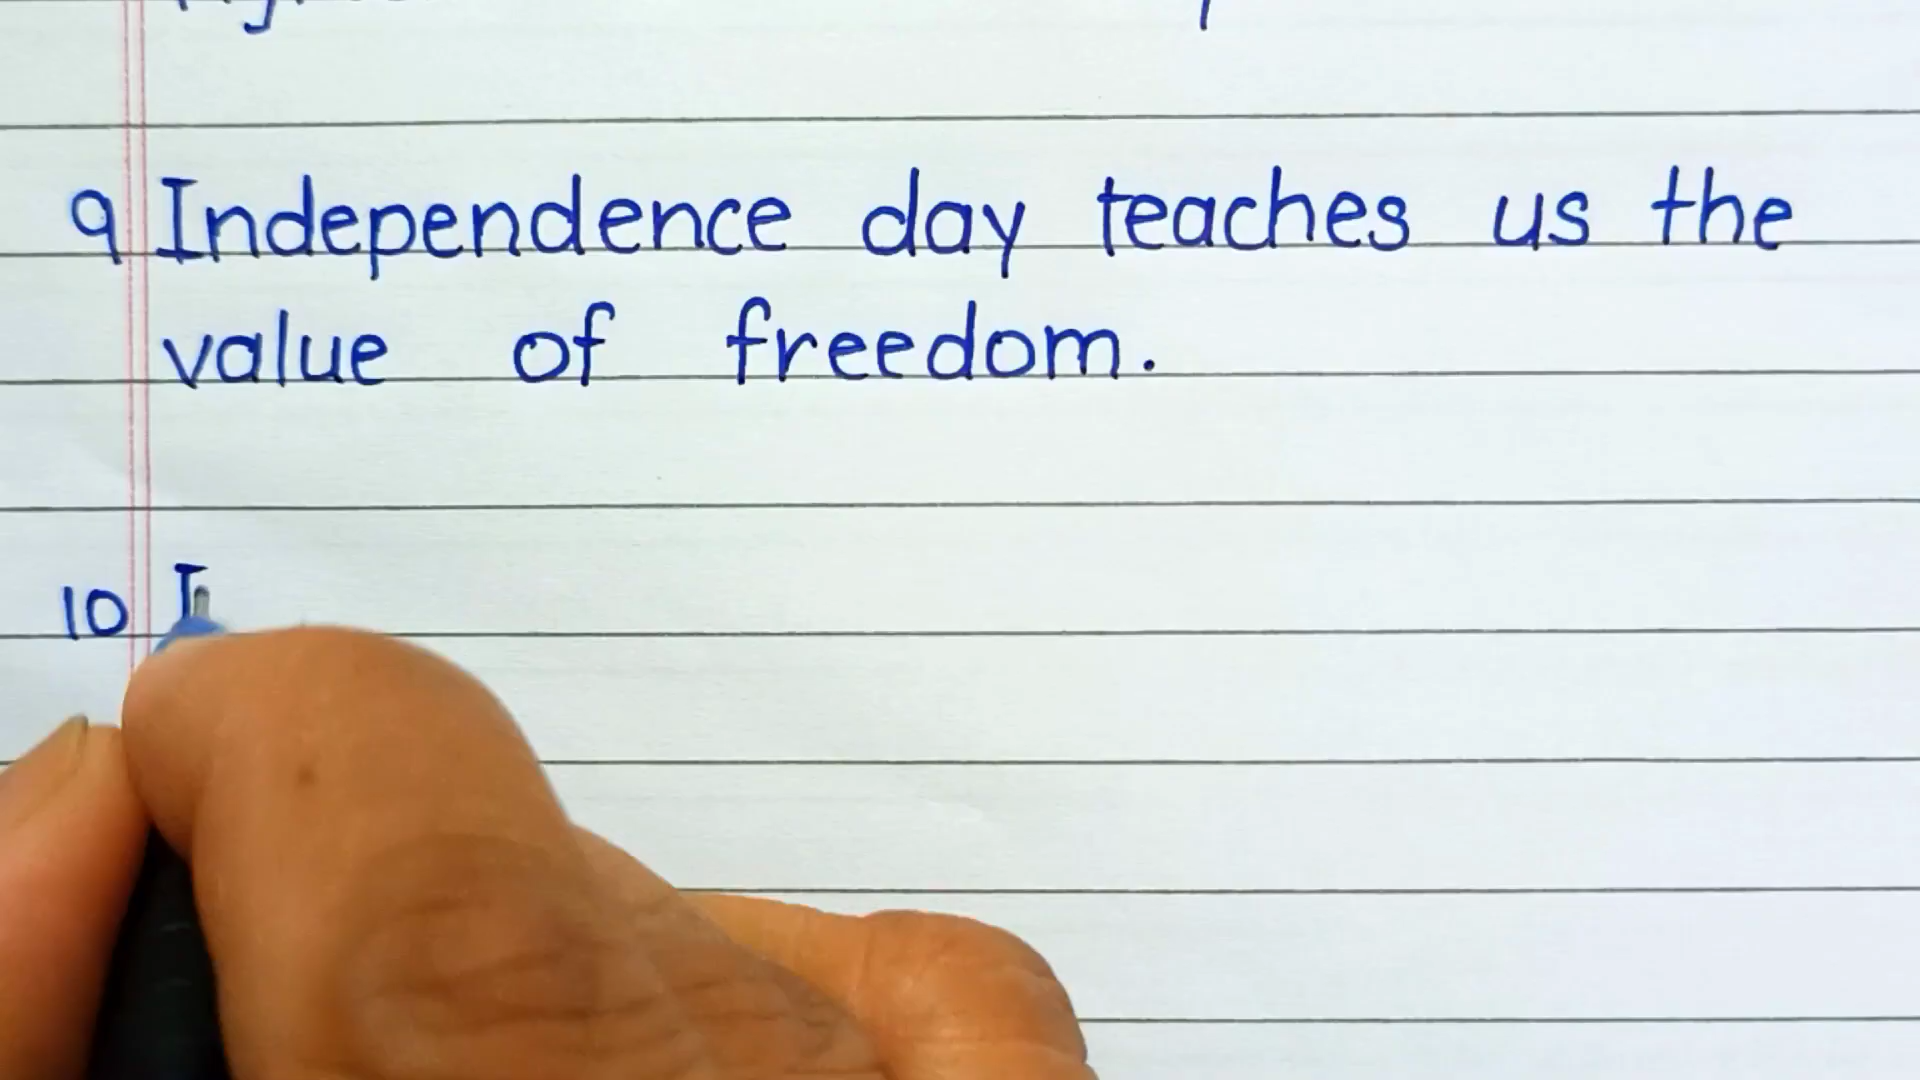 9 Independence day teaches us the
value of freedom.
10 I